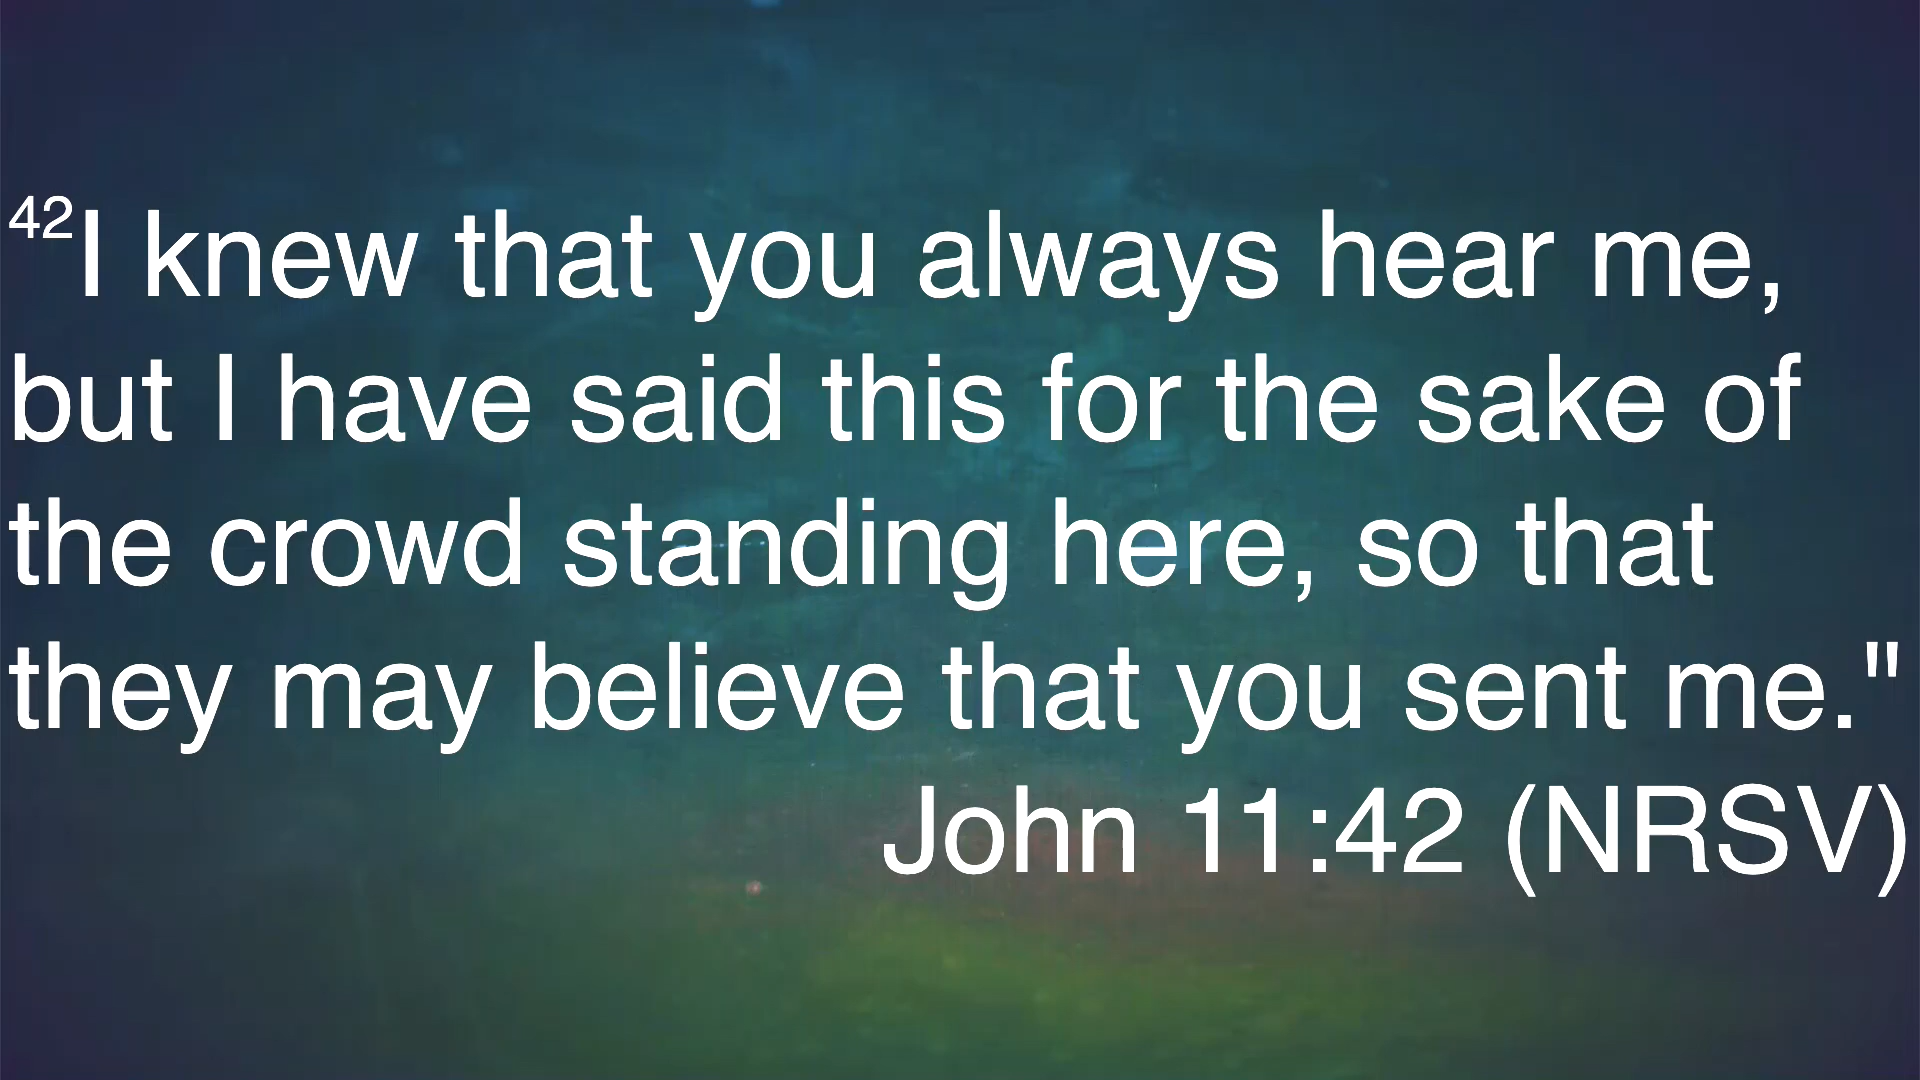 42I knew that you always hear me,
but I have said this for the sake of
the crowd standing here, so that
they may believe that you sent me."
John 11:42 (NRSV)